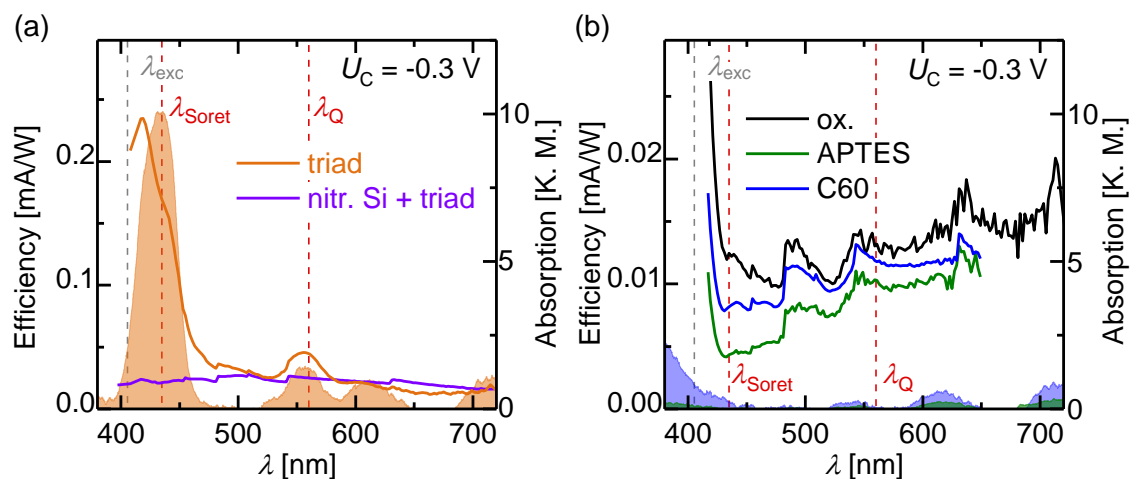 (a)
Efficiency [mA/W]
0.2
0.1
0.0
λexc
λSoret
λQ
UC = -0.3 V
triad
nitr. Si + triad
10
5
0
Absorption [K. M.]
400 500 600 700
λ [nm]
(b)
Efficiency [mA/W]
0.02
0.01
0.00
λexc
UC = -0.3 V
ox.
APTES
C60
λSoret
λQ
10
5
0
Absorption [K. M.]
400 500 600 700
λ [nm]